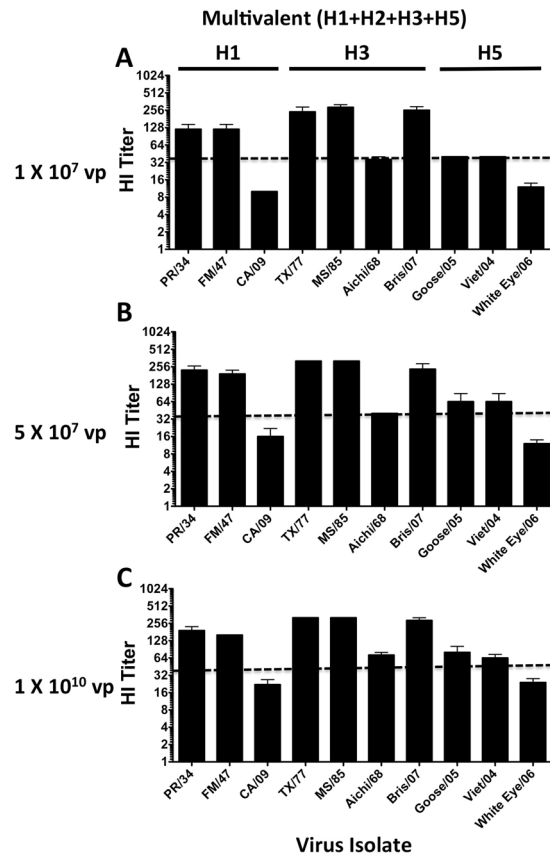 Multivalent (H1+H2+H3+H5)
H1 H3 H5
A
1 X 10⁷ vp
HI Titer
1024
512
256
128
64
32
16
8
4
2
1
PR/34
FM/47
CA/09
TX/77
MS/85
Aichi/68
Bris/07
Goose/05
Viet/04
White Eye/06
B
5 X 10⁷ vp
HI Titer
1024
512
256
128
64
32
16
8
4
2
1
PR/34
FM/47
CA/09
TX/77
MS/85
Aichi/68
Bris/07
Goose/05
Viet/04
White Eye/06
C
1 X 10¹⁰ vp
HI Titer
1024
512
256
128
64
32
16
8
4
2
1
PR/34
FM/47
CA/09
TX/77
MS/85
Aichi/68
Bris/07
Goose/05
Viet/04
White Eye/06
Virus Isolate